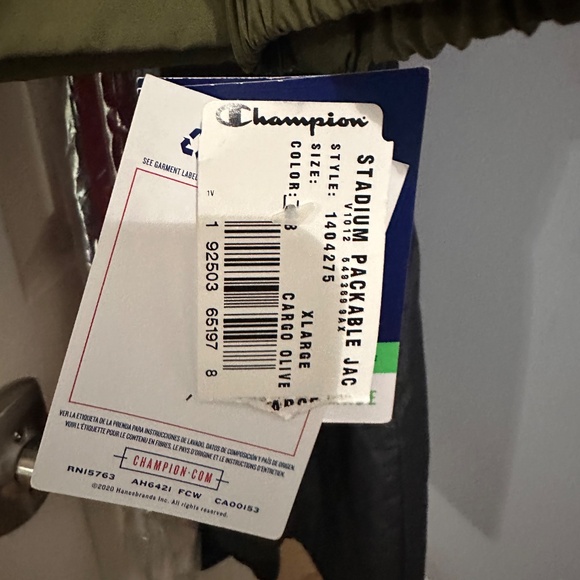 Champion
STADIUM PACKABLE JAC
V1012 549369 9AX
STYLE: 1404275
SIZE: XLARGE
COLOR:
CARGO OLIVE
1V
1 92503 65197 8
SEE GARMENT LABEL
VER LA ETIQUETA DE LA PRENDA PARA INSTRUCCIONES DE LAVADO, DATOS DE COMPOSICIÓN Y PAÍS DE ORIGEN.
VOIR L'ÉTIQUETTE POUR LE CONTENU EN FIBRES, LE PAYS D'ORIGINE ET LE INSTRUCTIONS D'ENTRETIEN.
CHAMPION.COM
RN15763 AH6421 FCW CA00153
©2020 Hanesbrands Inc. All rights reserved.